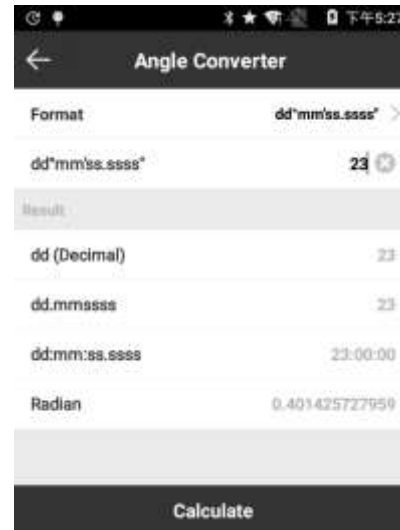 下午5:27
Angle Converter
Format dd°mm'ss.ssss" >
dd°mm'ss.ssss" 23
Result
dd (Decimal) 23
dd.mmssss 23
dd:mm:ss.ssss 23:00:00
Radian 0.401425727959
Calculate